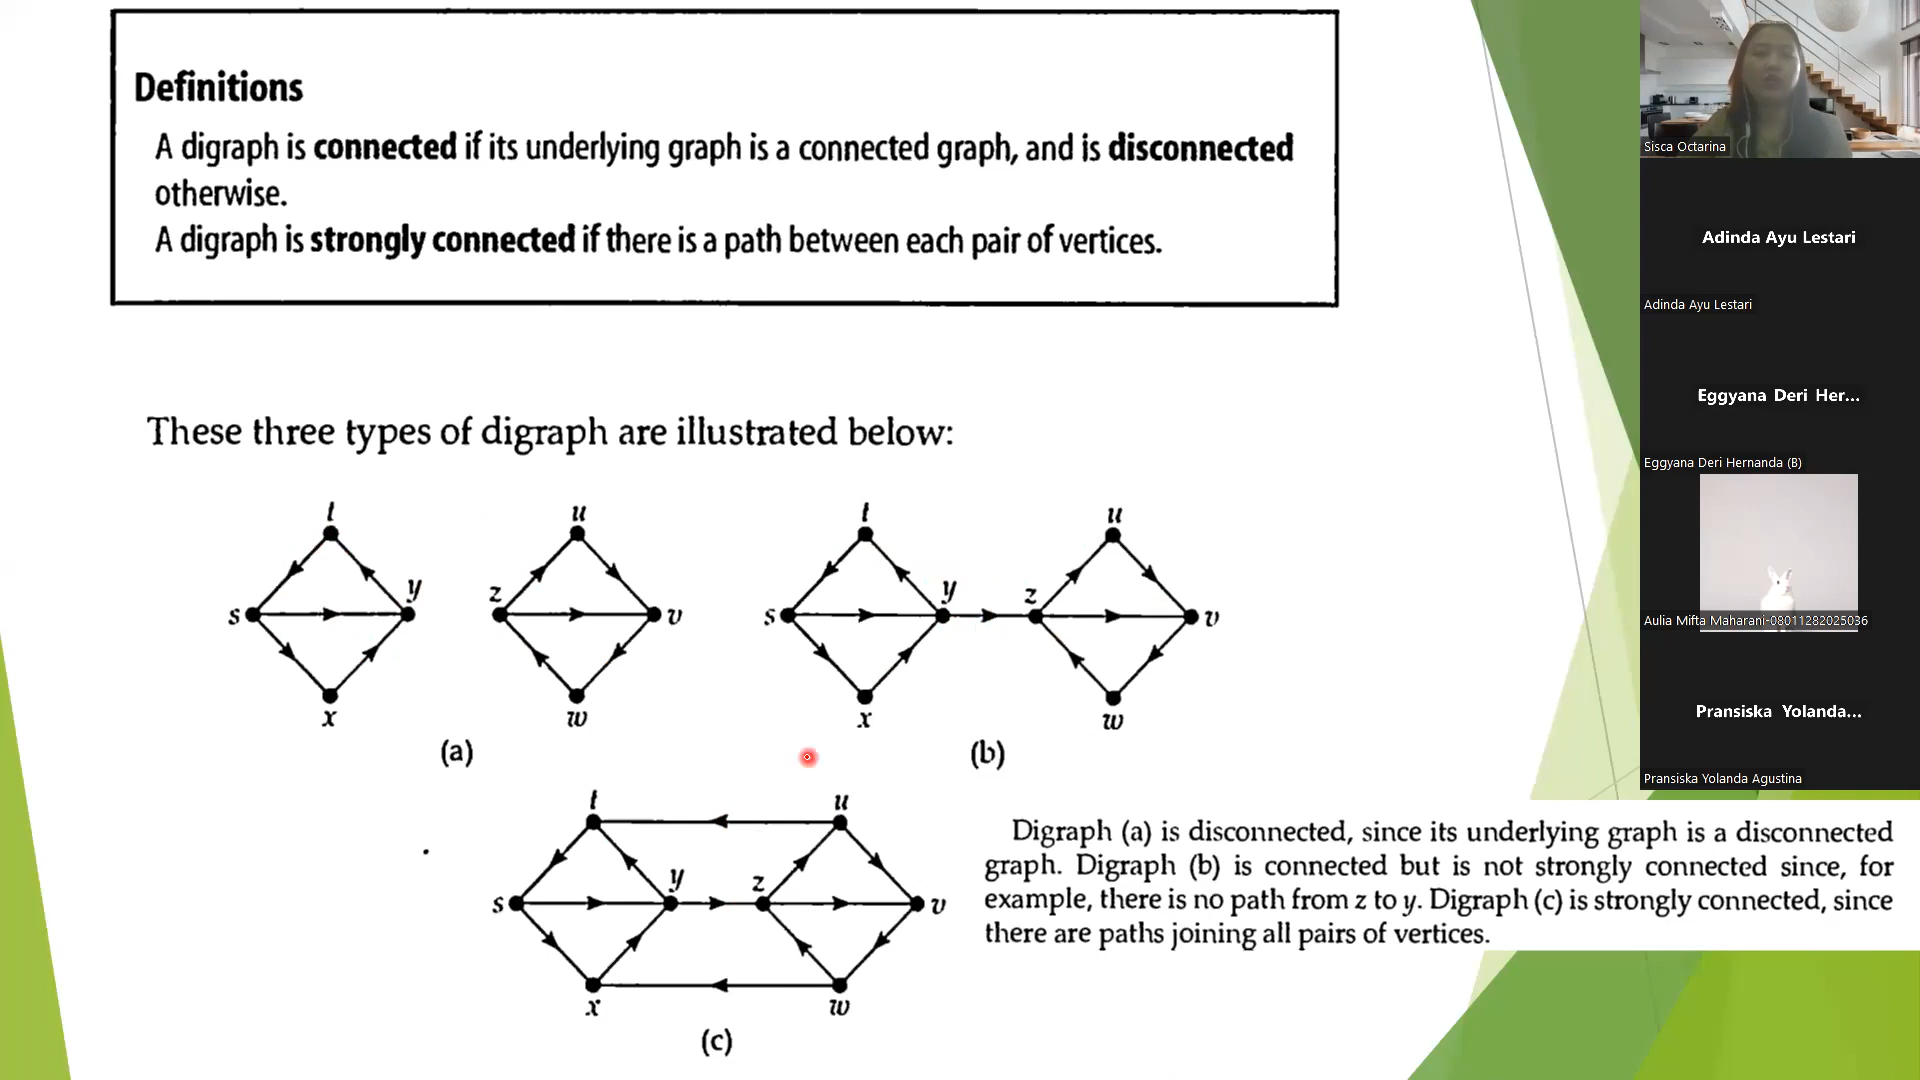 Definitions
A digraph is connected if its underlying graph is a connected graph, and is disconnected
otherwise.
A digraph is strongly connected if there is a path between each pair of vertices.
These three types of digraph are illustrated below:
t
u
t
u
s
y
z
v
s
y
z
v
x
w
x
w
(a)
(b)
t
u
s
y
z
v
x
w
(c)
Digraph (a) is disconnected, since its underlying graph is a disconnected
graph. Digraph (b) is connected but is not strongly connected since, for
example, there is no path from z to y. Digraph (c) is strongly connected, since
there are paths joining all pairs of vertices.
Sisca Octarina
Adinda Ayu Lestari
Adinda Ayu Lestari
Eggyana Deri Her...
Eggyana Deri Hernanda (B)
Aulia Mifta Maharani-08011282025036
Pransiska Yolanda...
Pransiska Yolanda Agustina